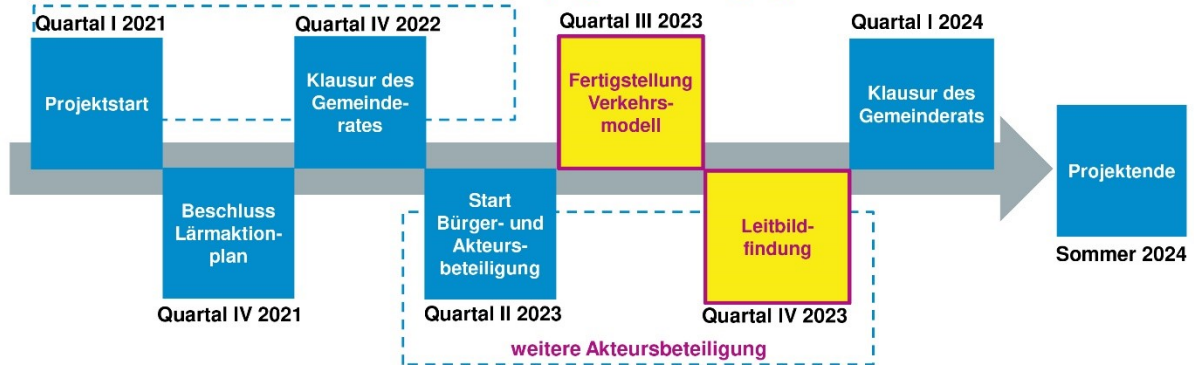 Quartal I 2021
Projektstart
Beschluss
Lärmaktion-
plan
Quartal IV 2021
Quartal IV 2022
Klausur des
Gemeinde-
rates
Start
Bürger- und
Akteurs-
beteiligung
Quartal II 2023
Quartal III 2023
Fertigstellung
Verkehrs-
modell
Leitbild-
findung
Quartal IV 2023
weitere Akteursbeteiligung
Quartal I 2024
Klausur des
Gemeinderats
Projektende
Sommer 2024